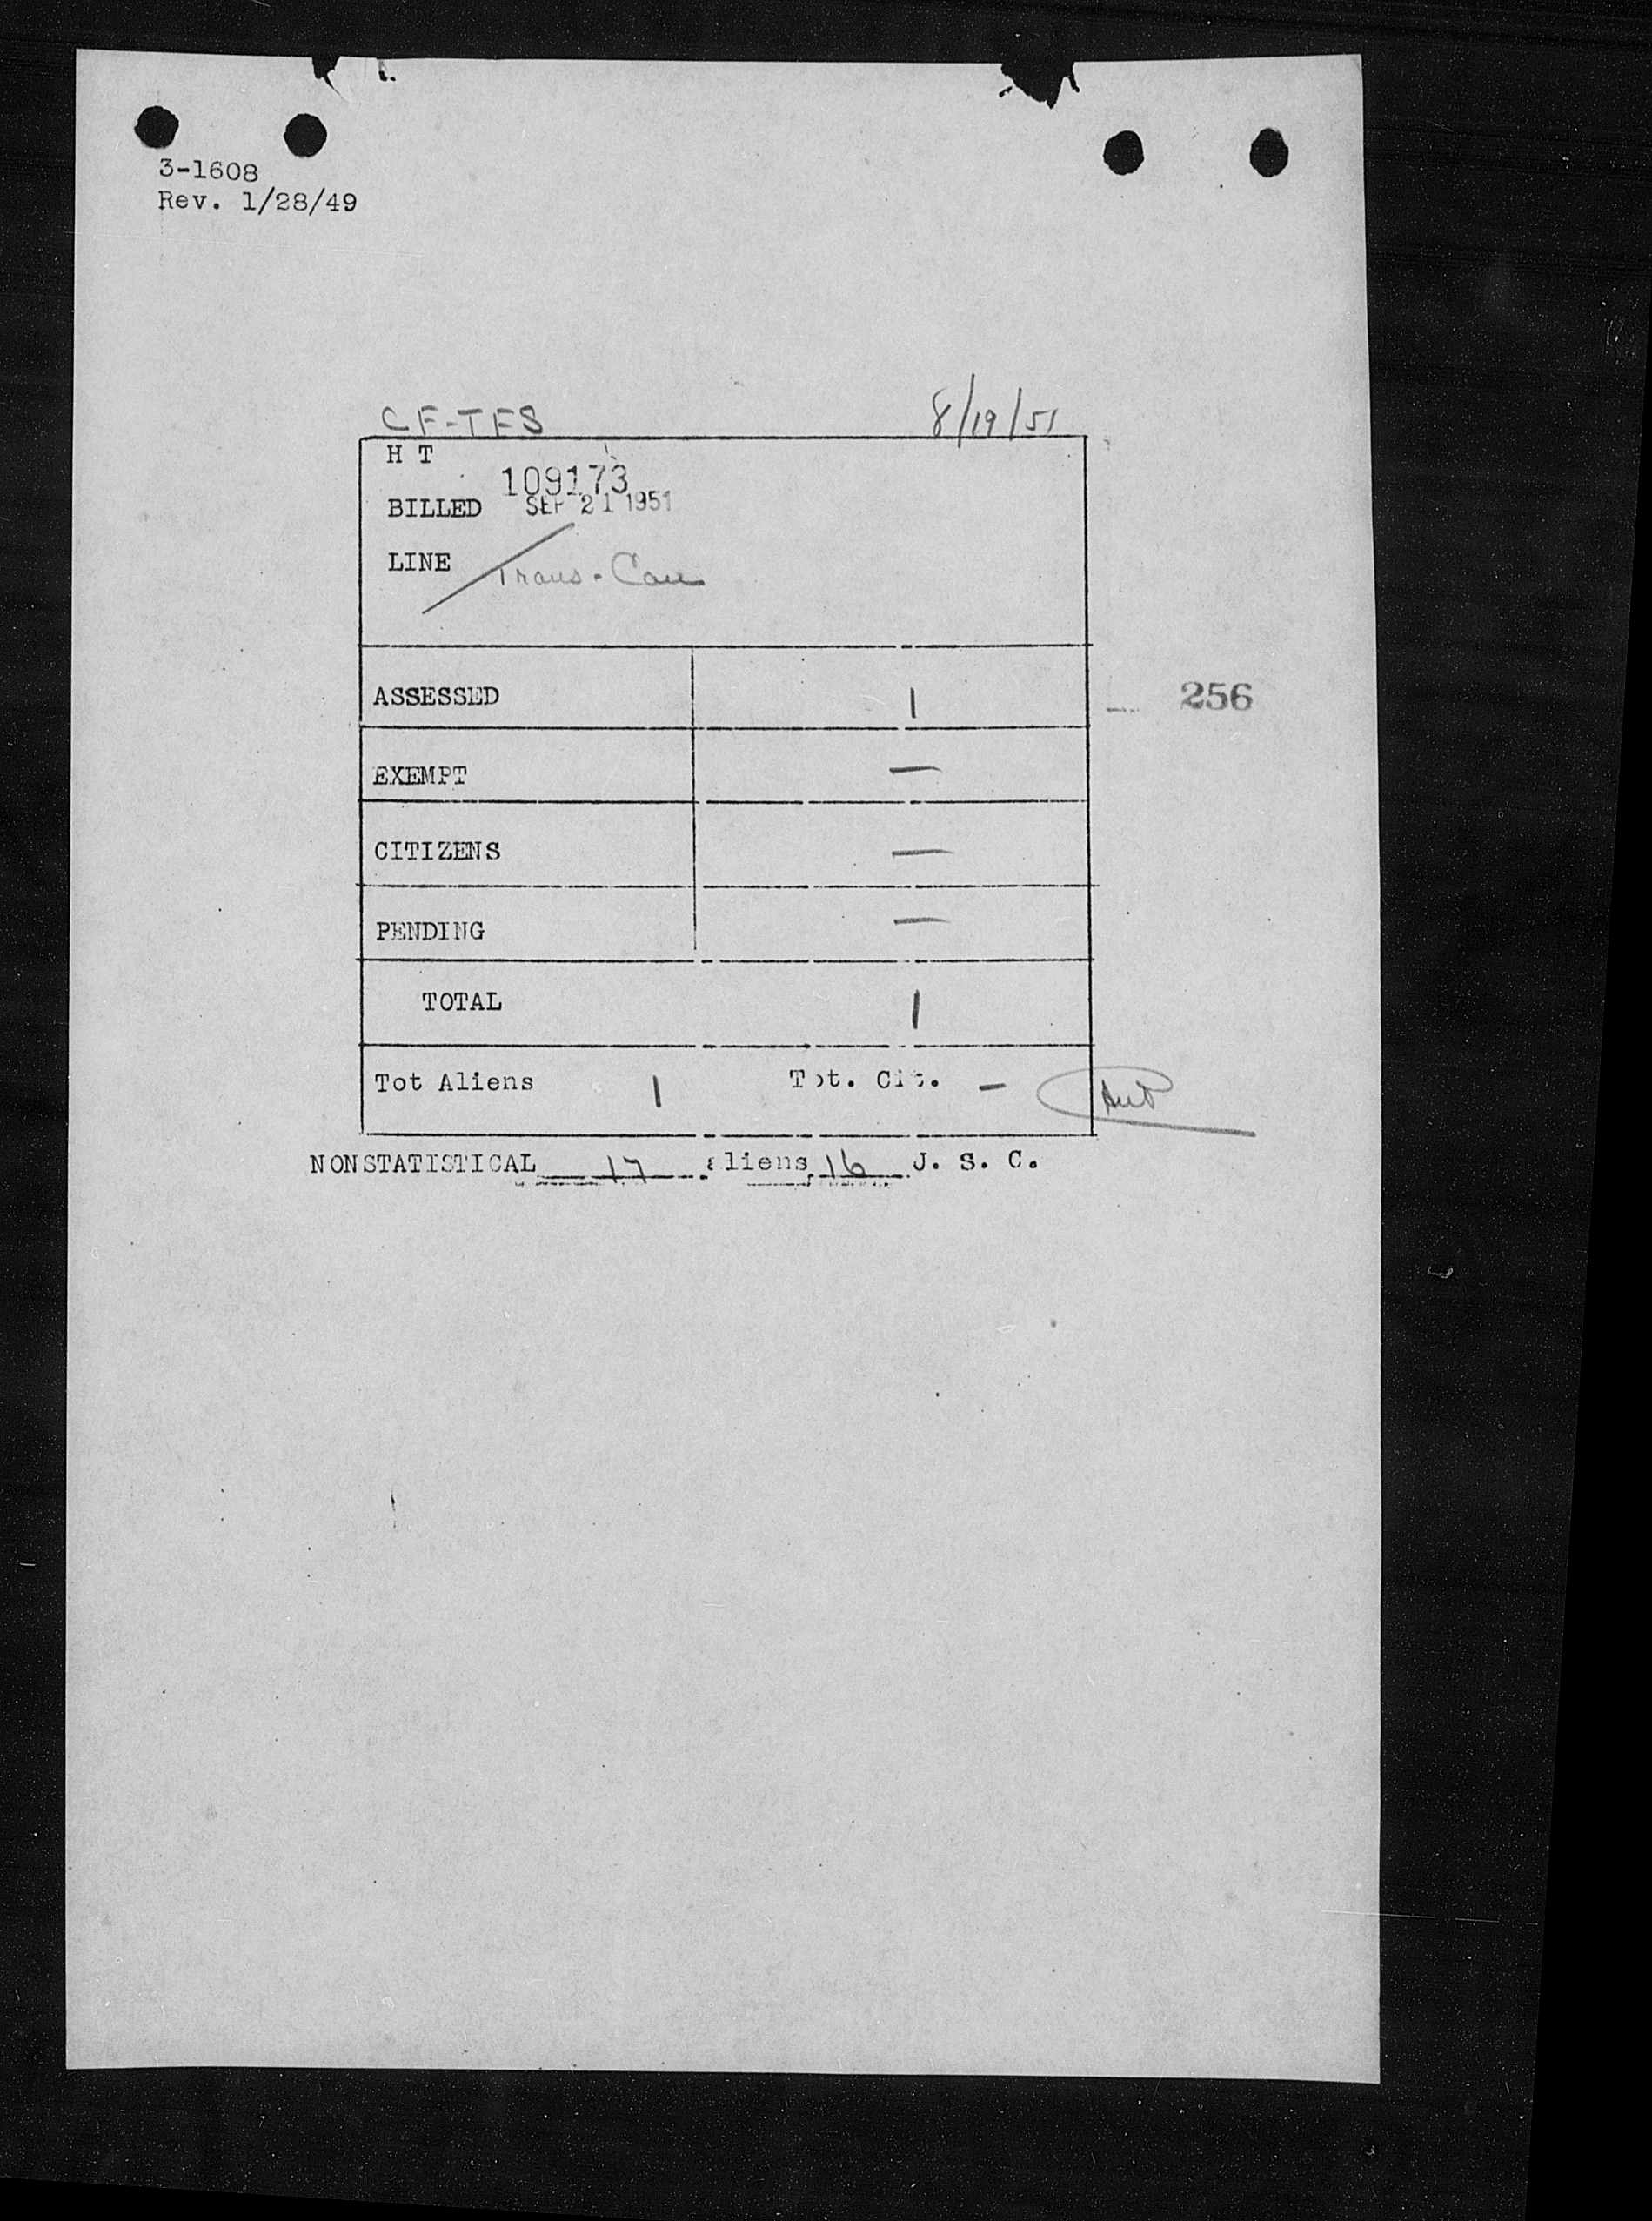 3-1608
Rev. 1/28/49
CF-TFS 8/19/51
H T
109173
BILLED SEP 21 1951
LINE Trans-Can
ASSESSED 1 256
EXEMPT —
CITIZENS —
PENDING —
TOTAL 1
Tot Aliens 1 Tot. Cit. —
NONSTATISTICAL 17 aliens 16 U. S. C.